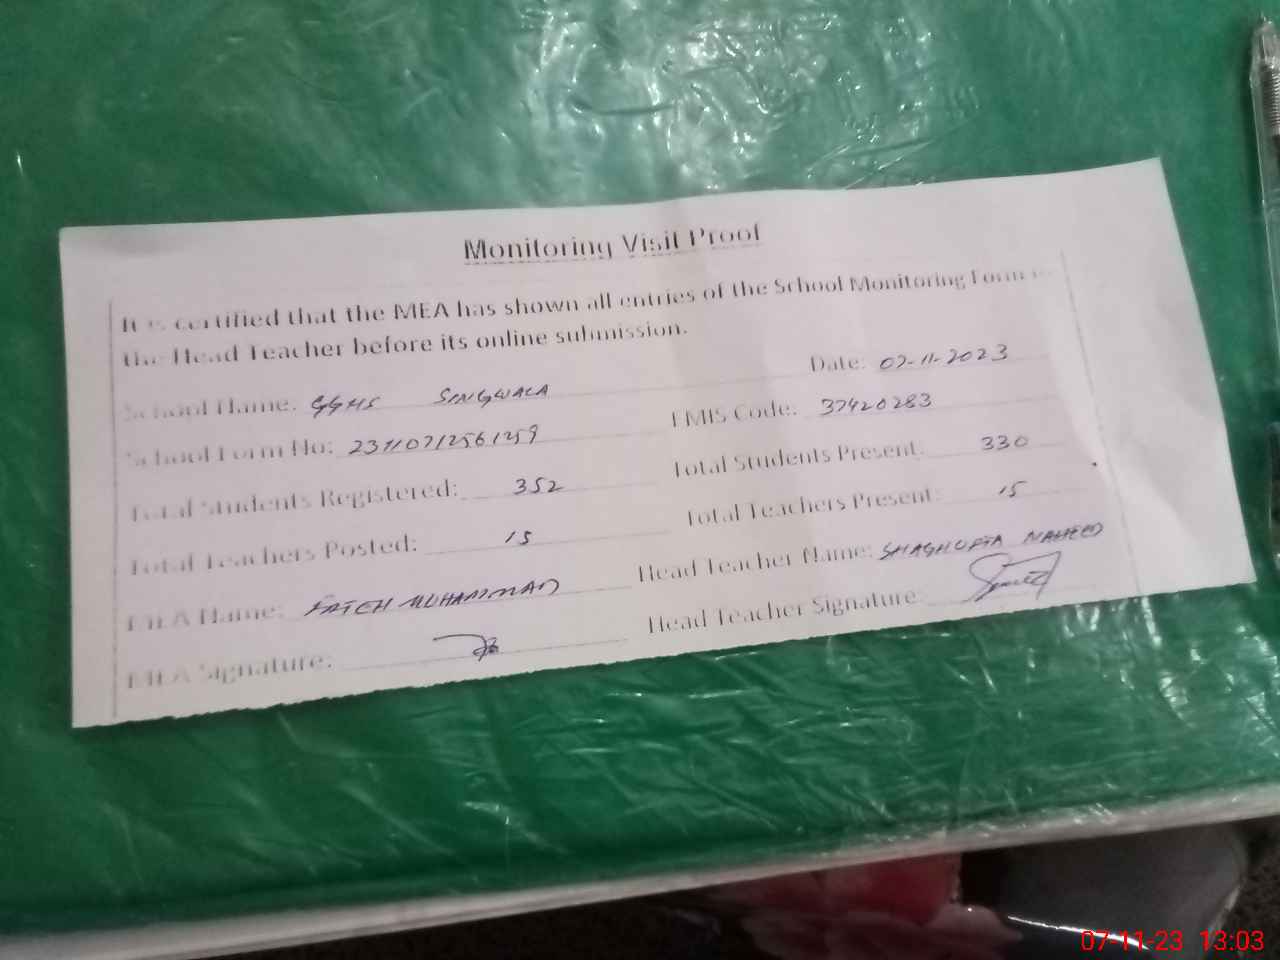 Monitoring Visit Proof
It is certified that the MEA has shown all entries of the School Monitoring Form to
the Head Teacher before its online submission.
School Name: GGHS SINGWALA Date: 07-11-2023
School Form No: 23110712561259 EMIS Code: 37420283
Total Students Registered: 352 Total Students Present: 330
Total Teachers Posted: 15 Total Teachers Present: 15
MEA Name: FATEH MUHAMMAD Head Teacher Name: SHAGHUFTA NAHEED
MEA Signature: Head Teacher Signature:
07-11-23 13:03